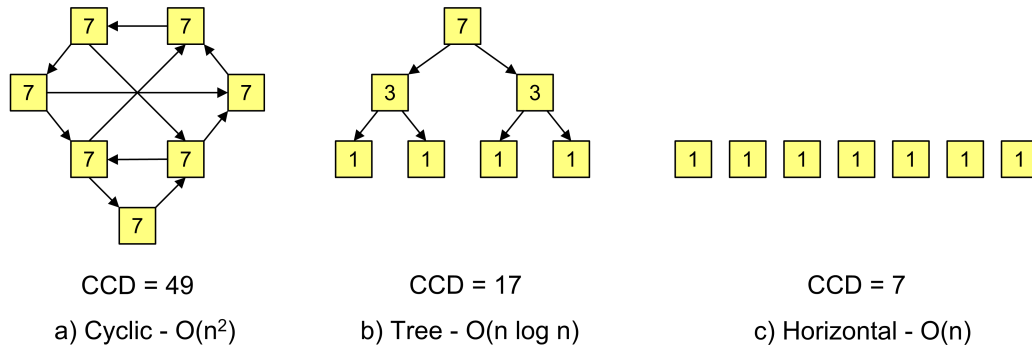 7 7
7 7
7 7
7
7
3 3
1 1 1 1
1 1 1 1 1 1 1
CCD = 49
a) Cyclic - O(n²)
CCD = 17
b) Tree - O(n log n)
CCD = 7
c) Horizontal - O(n)